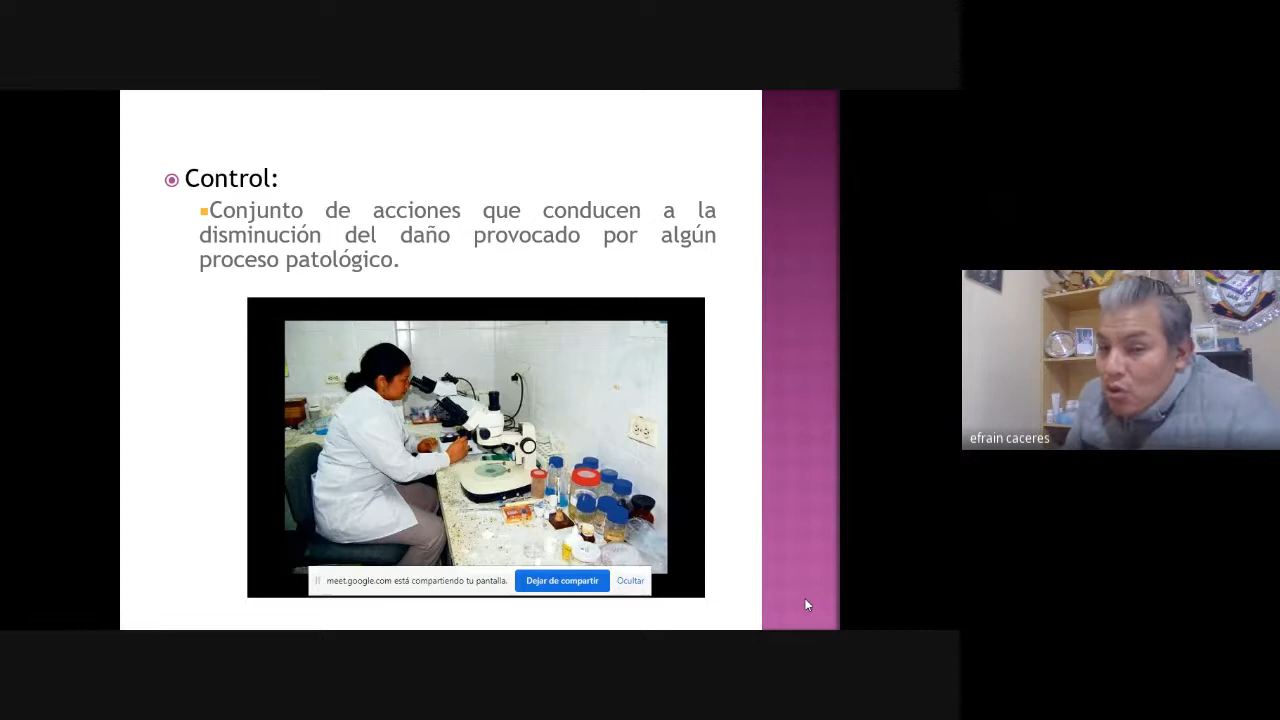 Control:
Conjunto de acciones que conducen a la
disminución del daño provocado por algún
proceso patológico.
meet.google.com está compartiendo tu pantalla.
Dejar de compartir
Ocultar
efrain caceres